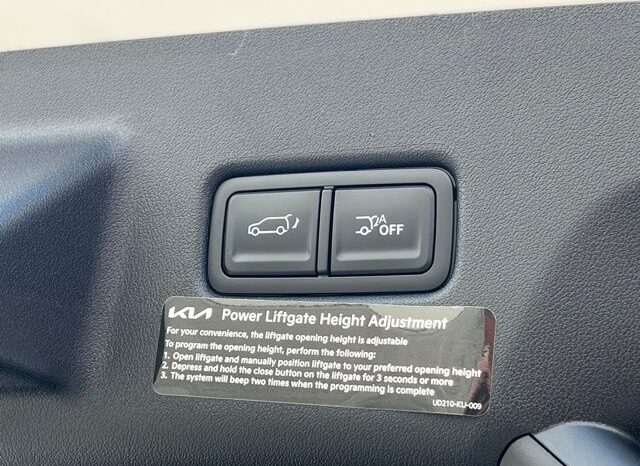 A
OFF
KIA Power Liftgate Height Adjustment
For your convenience, the liftgate opening height is adjustable
To program the opening height, perform the following:
1. Open liftgate and manually position liftgate to your preferred opening height
2. Depress and hold the close button on the liftgate for 3 seconds or more
3. The system will beep two times when the programming is complete
UD210-KU-009